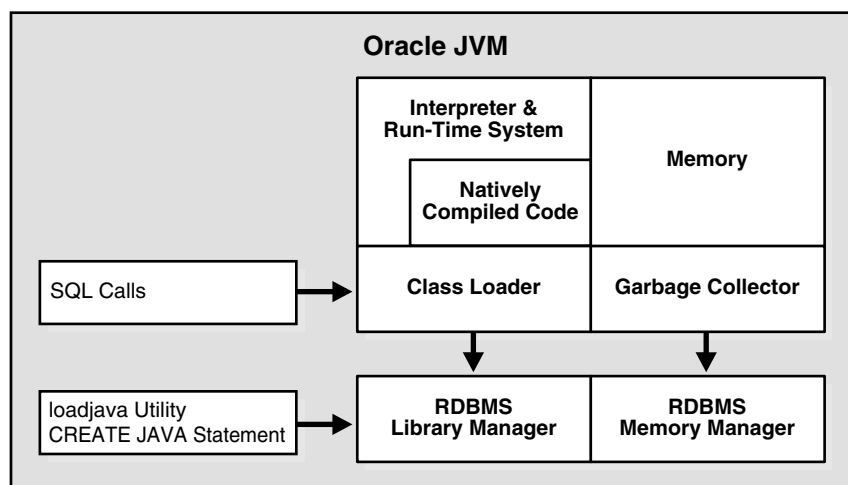 Oracle JVM
Interpreter &
Run-Time System
Memory
Natively
Compiled Code
SQL Calls
Class Loader
Garbage Collector
loadjava Utility
CREATE JAVA Statement
RDBMS
Library Manager
RDBMS
Memory Manager